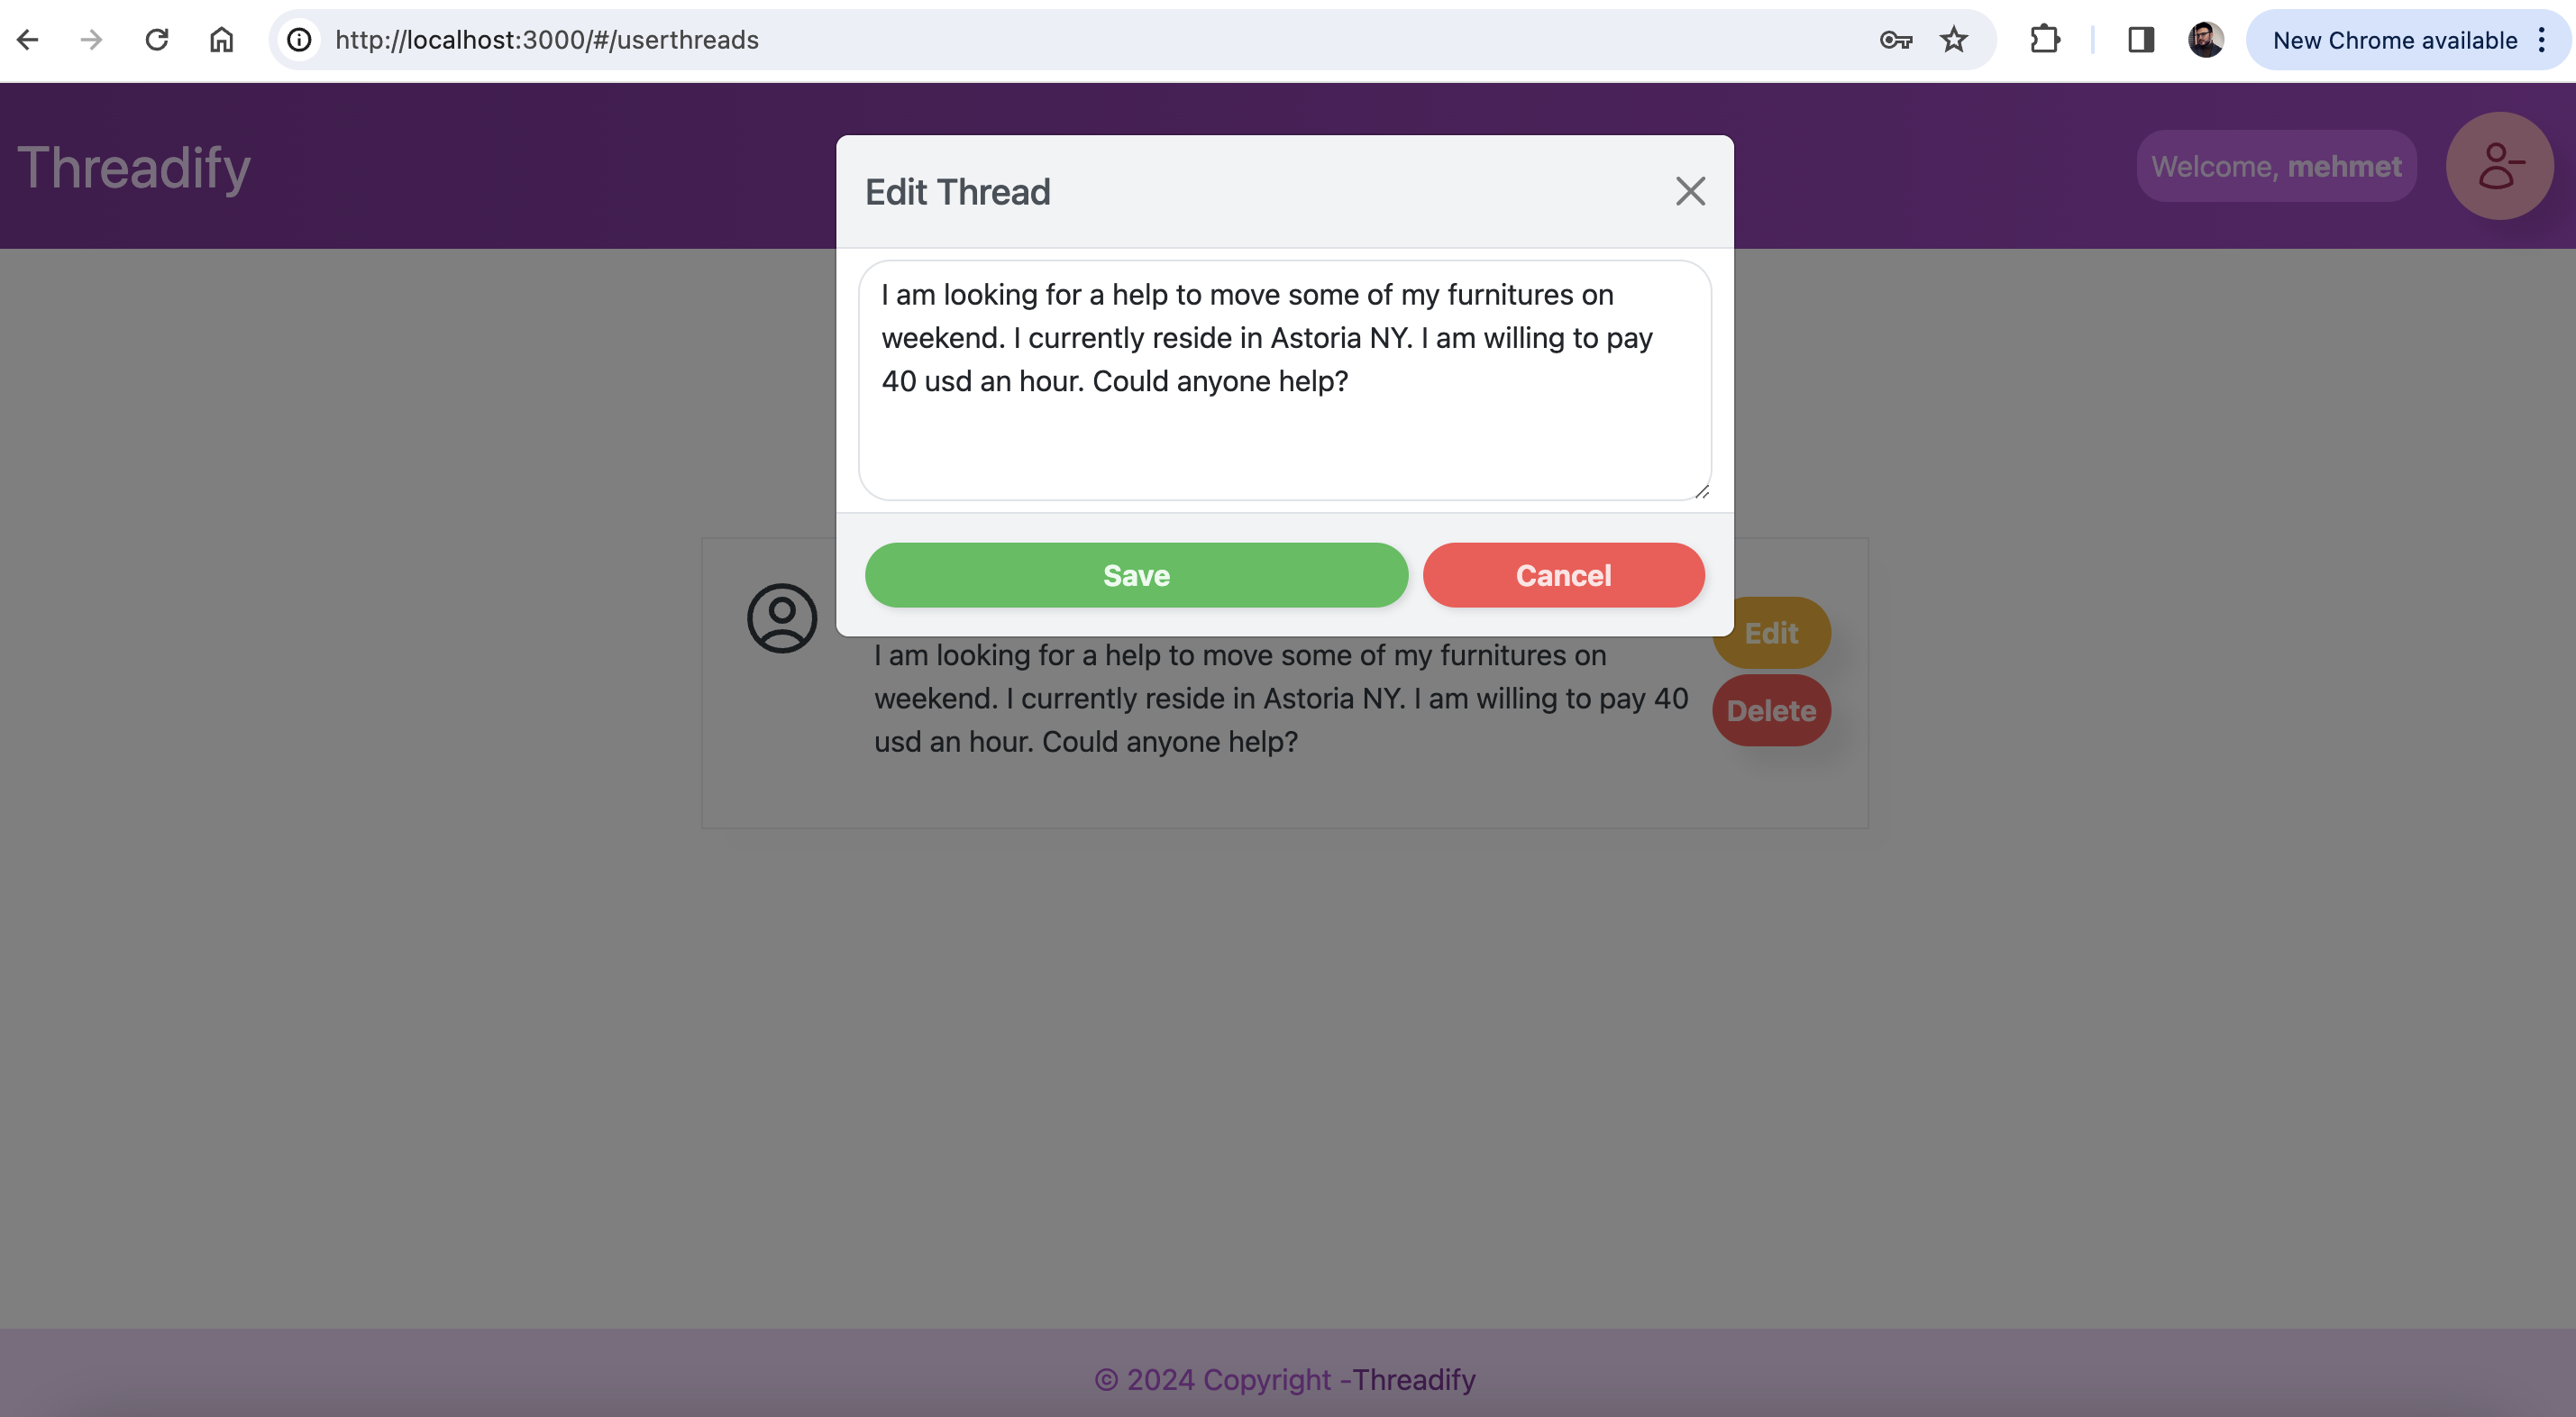 http://localhost:3000/#/userthreads
New Chrome available
Threadify
Welcome, mehmet
Edit Thread
I am looking for a help to move some of my furnitures on
weekend. I currently reside in Astoria NY. I am willing to pay
40 usd an hour. Could anyone help?
Save
Cancel
Edit
I am looking for a help to move some of my furnitures on
weekend. I currently reside in Astoria NY. I am willing to pay 40
usd an hour. Could anyone help?
Delete
© 2024 Copyright -Threadify